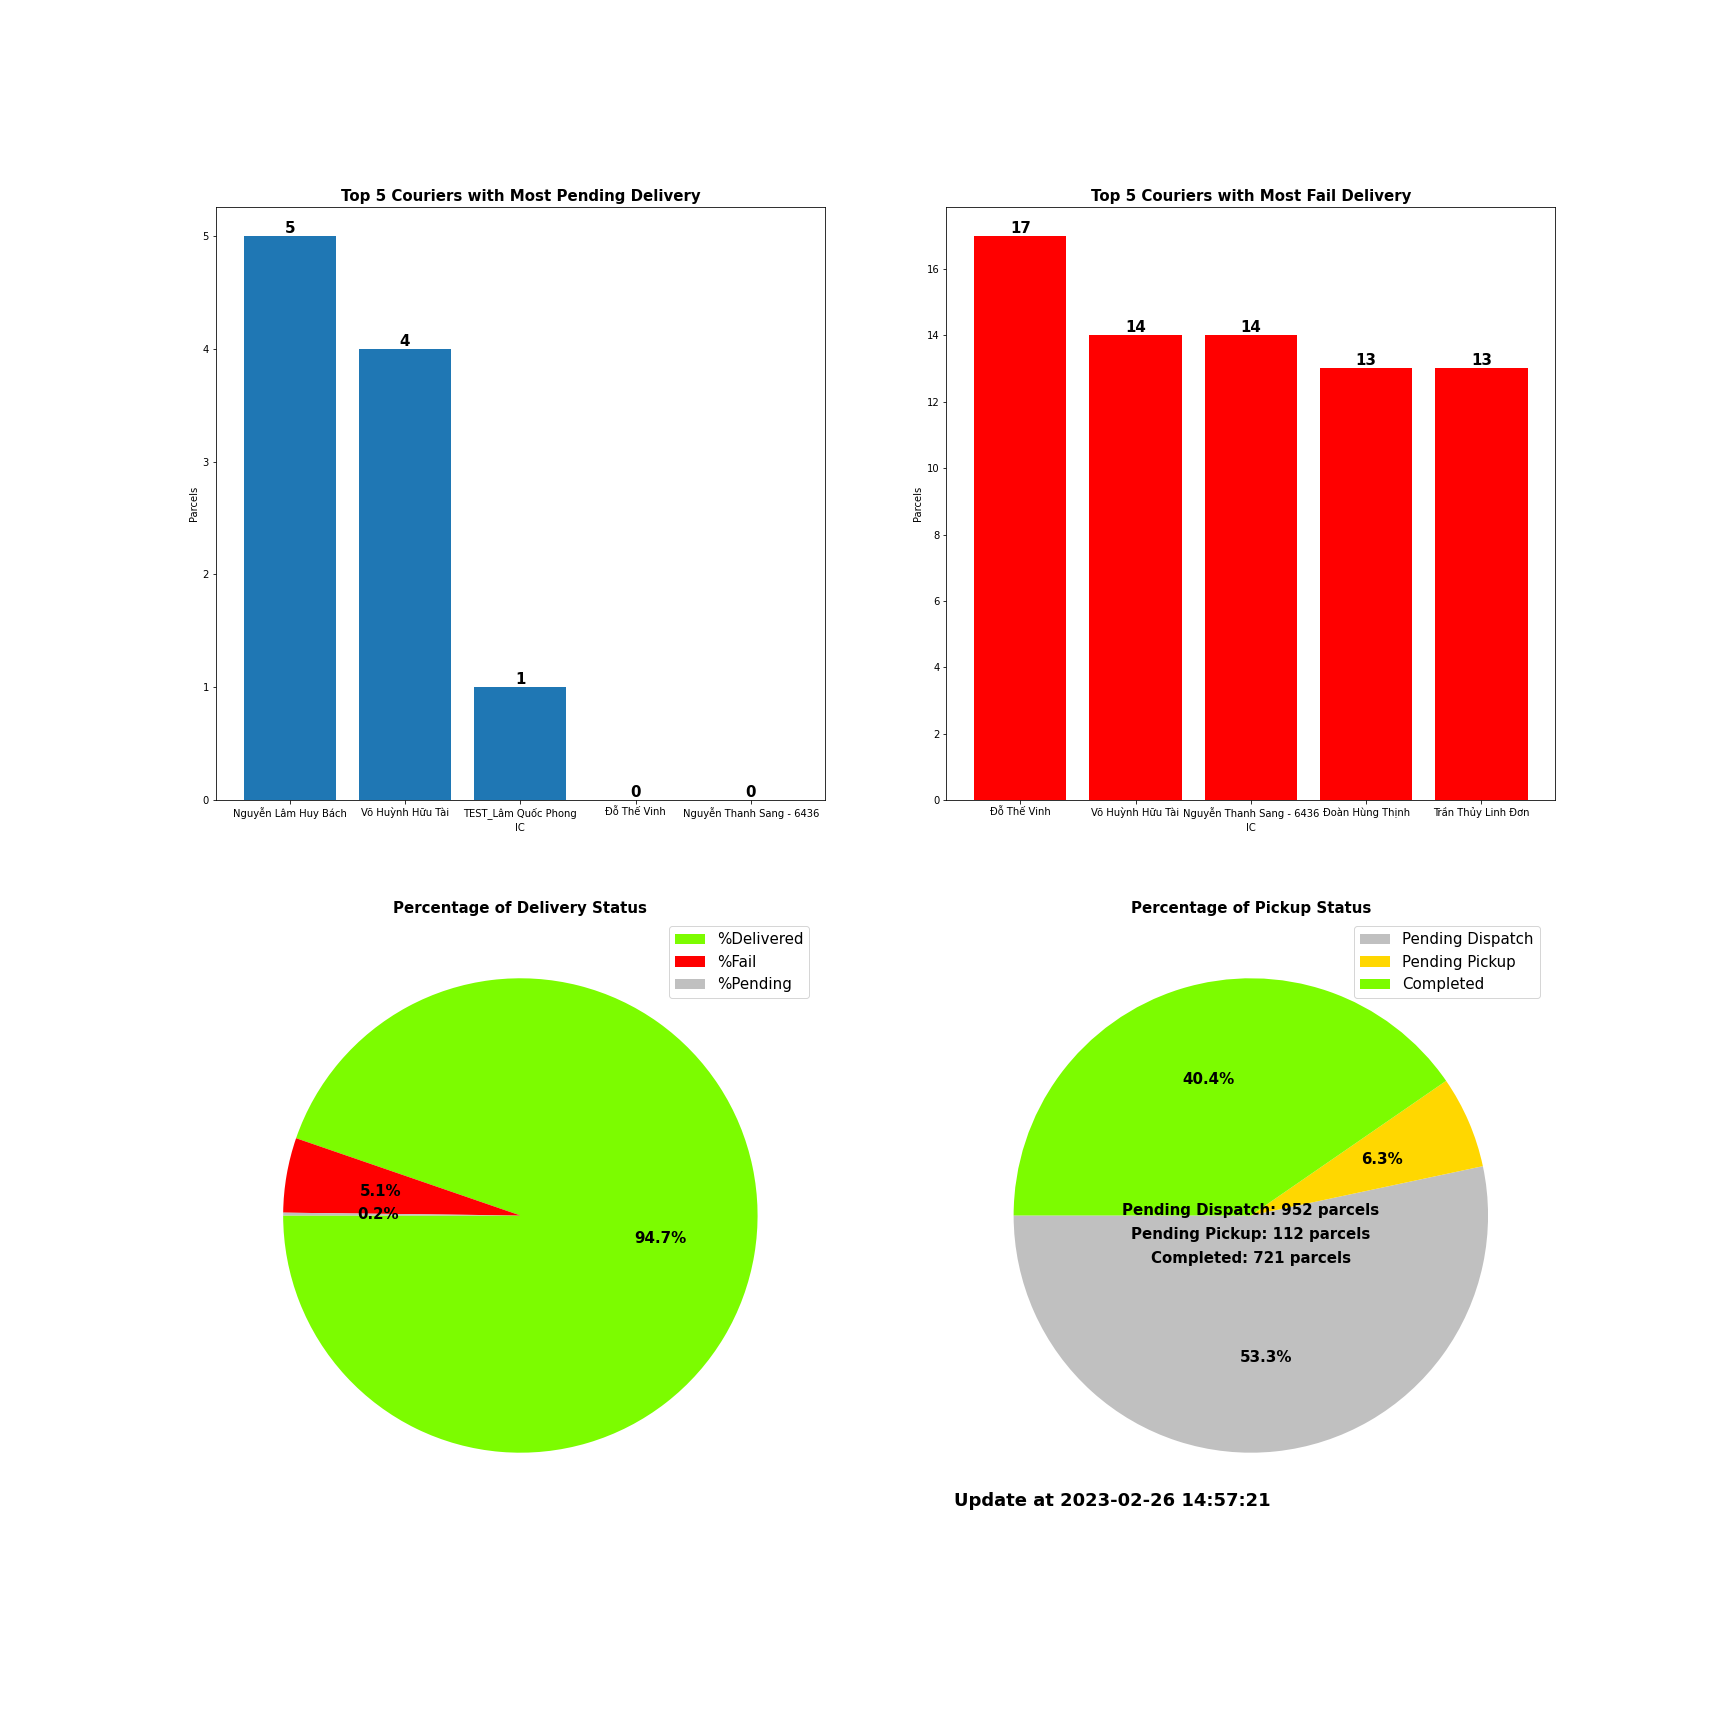 Top 5 Couriers with Most Pending Delivery
5
4
1
0
0
5
4
3
2
1
0
Parcels
Nguyễn Lâm Huy Bách
Võ Huỳnh Hữu Tài
TEST_Lâm Quốc Phong
Đỗ Thế Vinh
Nguyễn Thanh Sang - 6436
IC
Top 5 Couriers with Most Fail Delivery
17
14
14
13
13
16
14
12
10
8
6
4
2
0
Parcels
Đỗ Thế Vinh
Võ Huỳnh Hữu Tài
Nguyễn Thanh Sang - 6436
Đoàn Hùng Thịnh
Trần Thủy Linh Đơn
IC
Percentage of Delivery Status
%Delivered
%Fail
%Pending
5.1%
0.2%
94.7%
Percentage of Pickup Status
Pending Dispatch
Pending Pickup
Completed
40.4%
6.3%
Pending Dispatch: 952 parcels
Pending Pickup: 112 parcels
Completed: 721 parcels
53.3%
Update at 2023-02-26 14:57:21